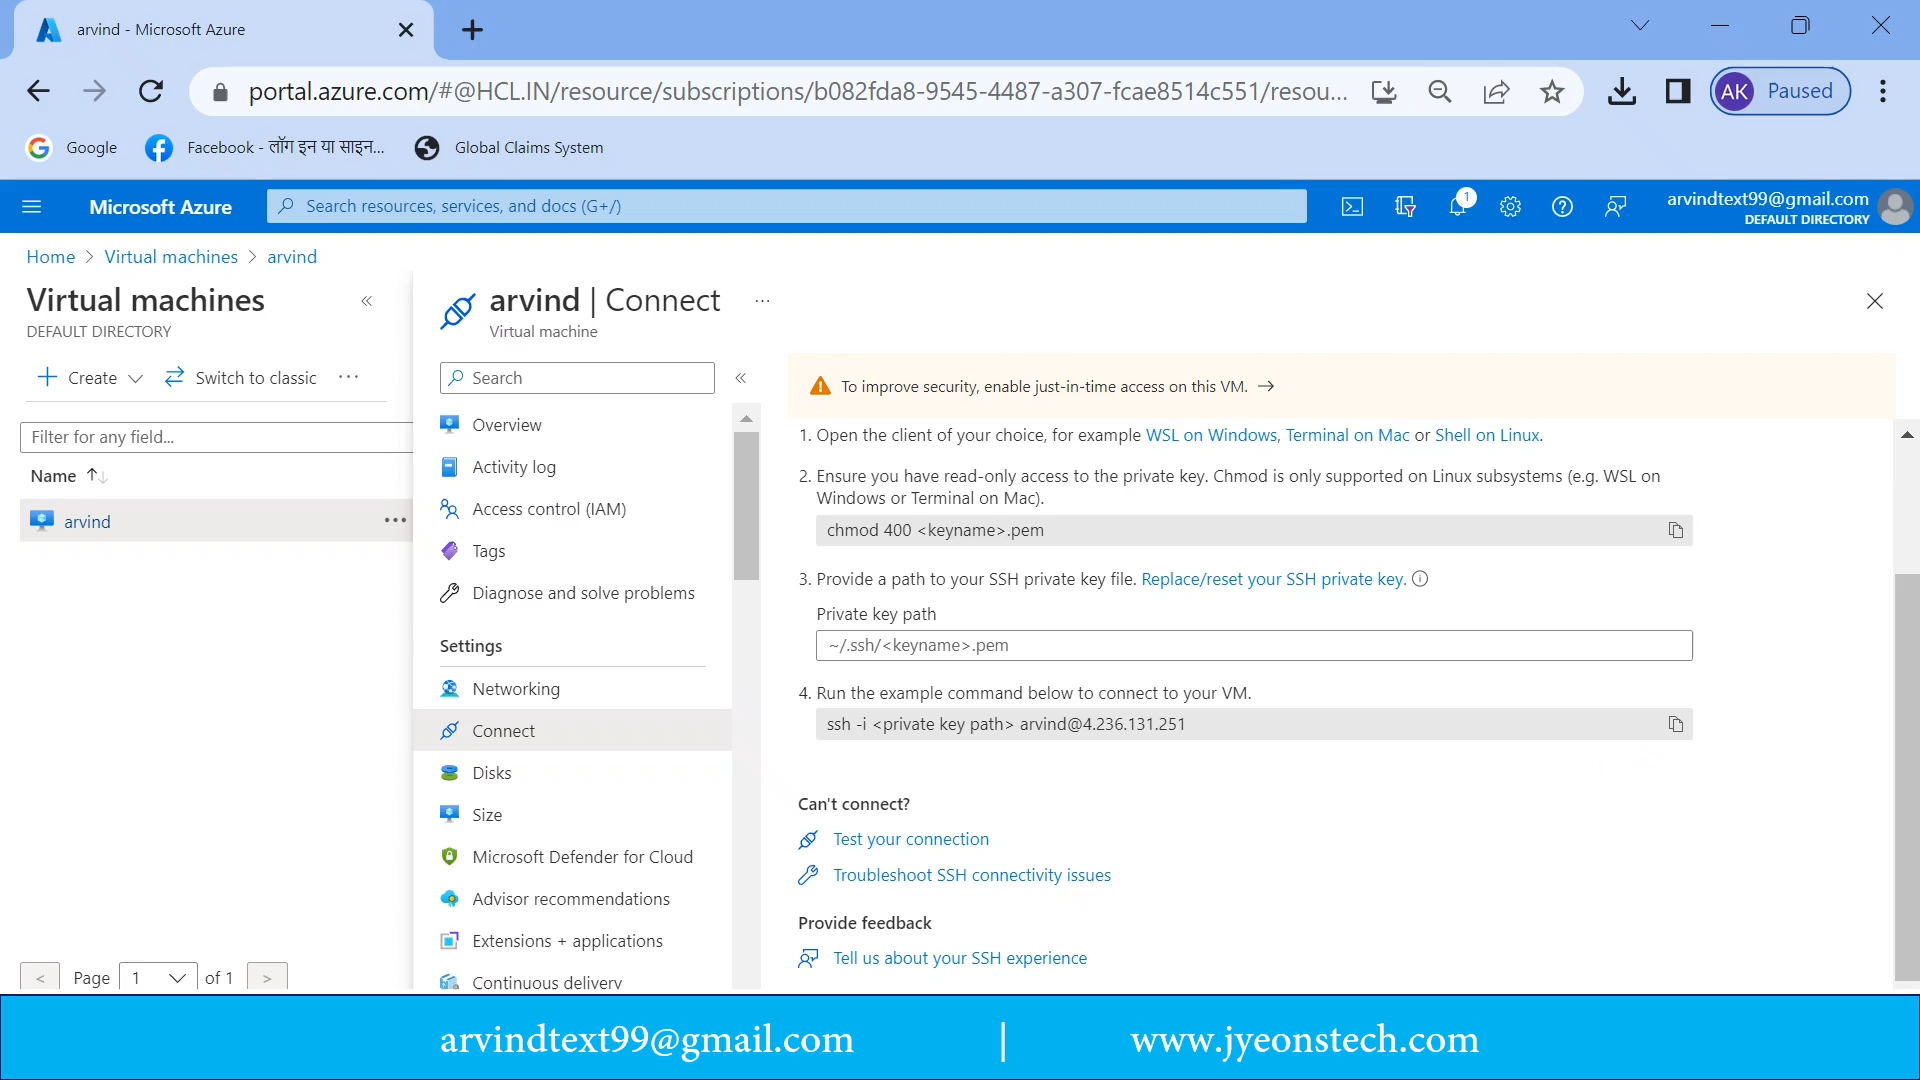 arvind - Microsoft Azure
portal.azure.com/#@HCL.IN/resource/subscriptions/b082fda8-9545-4487-a307-fcae8514c551/resou...
AK Paused
Google
Facebook - लॉग इन या साइन...
Global Claims System
Microsoft Azure
Search resources, services, and docs (G+/)
1
arvindtext99@gmail.com
DEFAULT DIRECTORY
Home > Virtual machines > arvind
Virtual machines
DEFAULT DIRECTORY
Create
Switch to classic
Filter for any field...
Name
arvind
Page 1 of 1
arvind | Connect
Virtual machine
Search
Overview
Activity log
Access control (IAM)
Tags
Diagnose and solve problems
Settings
Networking
Connect
Disks
Size
Microsoft Defender for Cloud
Advisor recommendations
Extensions + applications
Continuous delivery
To improve security, enable just-in-time access on this VM. →
1. Open the client of your choice, for example WSL on Windows, Terminal on Mac or Shell on Linux.
2. Ensure you have read-only access to the private key. Chmod is only supported on Linux subsystems (e.g. WSL on
Windows or Terminal on Mac).
chmod 400 <keyname>.pem
3. Provide a path to your SSH private key file. Replace/reset your SSH private key.
Private key path
~/.ssh/<keyname>.pem
4. Run the example command below to connect to your VM.
ssh -i <private key path> arvind@4.236.131.251
Can't connect?
Test your connection
Troubleshoot SSH connectivity issues
Provide feedback
Tell us about your SSH experience
arvindtext99@gmail.com | www.jyeonstech.com